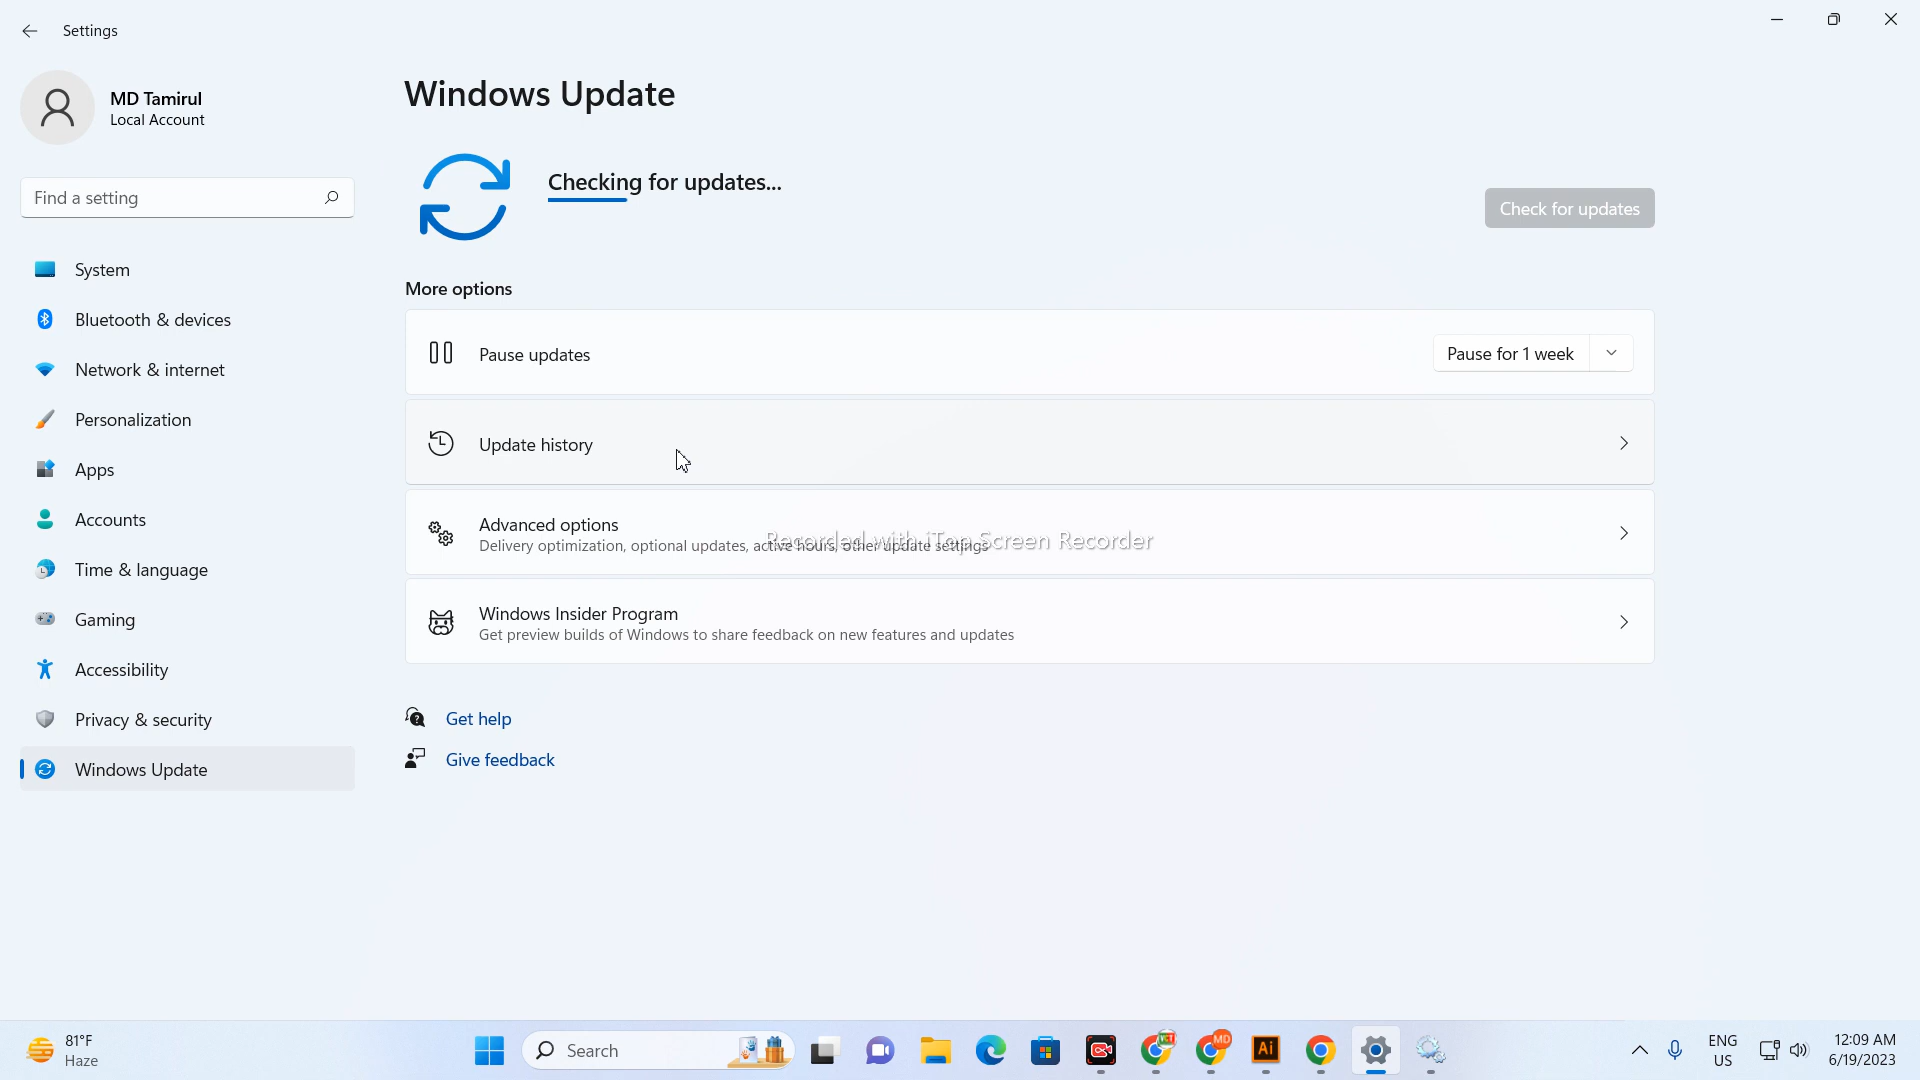 Settings
MD Tamirul
Local Account
Find a setting
System
Bluetooth & devices
Network & internet
Personalization
Apps
Accounts
Time & language
Gaming
Accessibility
Privacy & security
Windows Update
Windows Update
Checking for updates...
Check for updates
More options
Pause updates
Pause for 1 week
Update history
Advanced options
Delivery optimization, optional updates, active hours, other update settings
Recorded with iTop Screen Recorder
Windows Insider Program
Get preview builds of Windows to share feedback on new features and updates
Get help
Give feedback
81°F
Haze
Search
MD
Ai
ENG
US
12:09 AM
6/19/2023